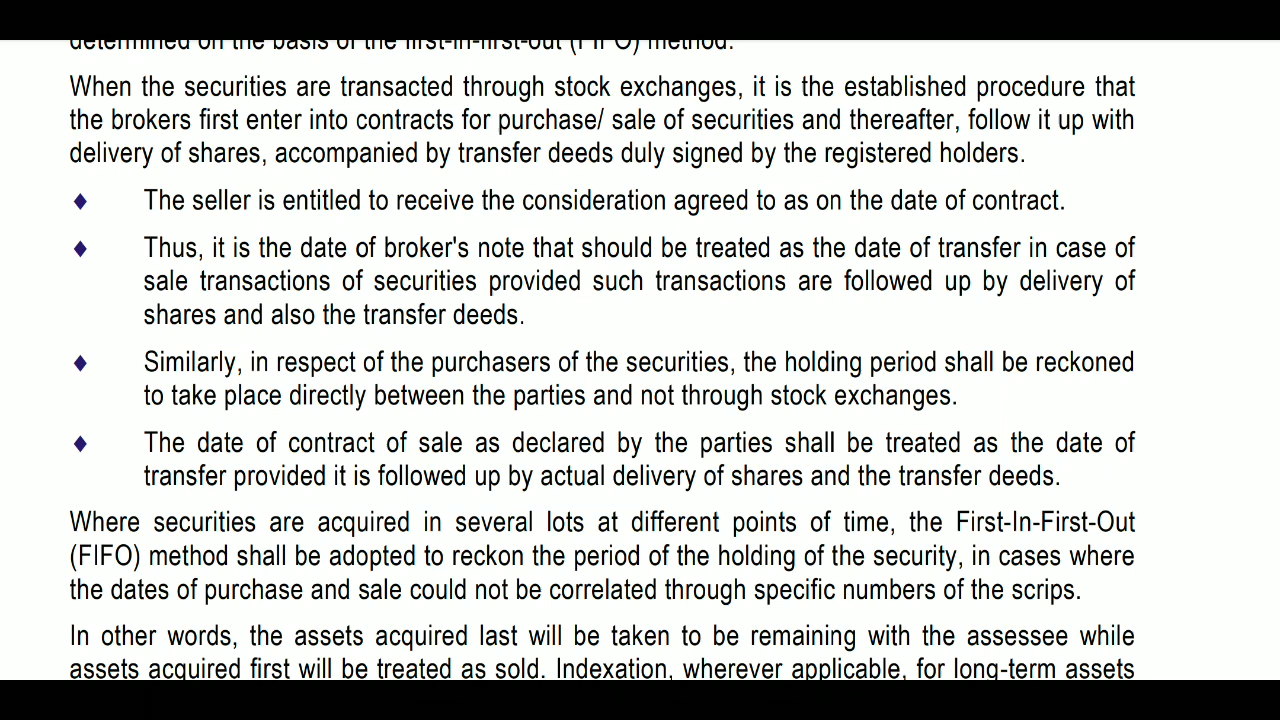 determined on the basis of the first-in-first-out (FIFO) method.
When the securities are transacted through stock exchanges, it is the established procedure that
the brokers first enter into contracts for purchase/ sale of securities and thereafter, follow it up with
delivery of shares, accompanied by transfer deeds duly signed by the registered holders.
♦ The seller is entitled to receive the consideration agreed to as on the date of contract.
♦ Thus, it is the date of broker's note that should be treated as the date of transfer in case of
sale transactions of securities provided such transactions are followed up by delivery of
shares and also the transfer deeds.
♦ Similarly, in respect of the purchasers of the securities, the holding period shall be reckoned
to take place directly between the parties and not through stock exchanges.
♦ The date of contract of sale as declared by the parties shall be treated as the date of
transfer provided it is followed up by actual delivery of shares and the transfer deeds.
Where securities are acquired in several lots at different points of time, the First-In-First-Out
(FIFO) method shall be adopted to reckon the period of the holding of the security, in cases where
the dates of purchase and sale could not be correlated through specific numbers of the scrips.
In other words, the assets acquired last will be taken to be remaining with the assessee while
assets acquired first will be treated as sold. Indexation, wherever applicable, for long-term assets